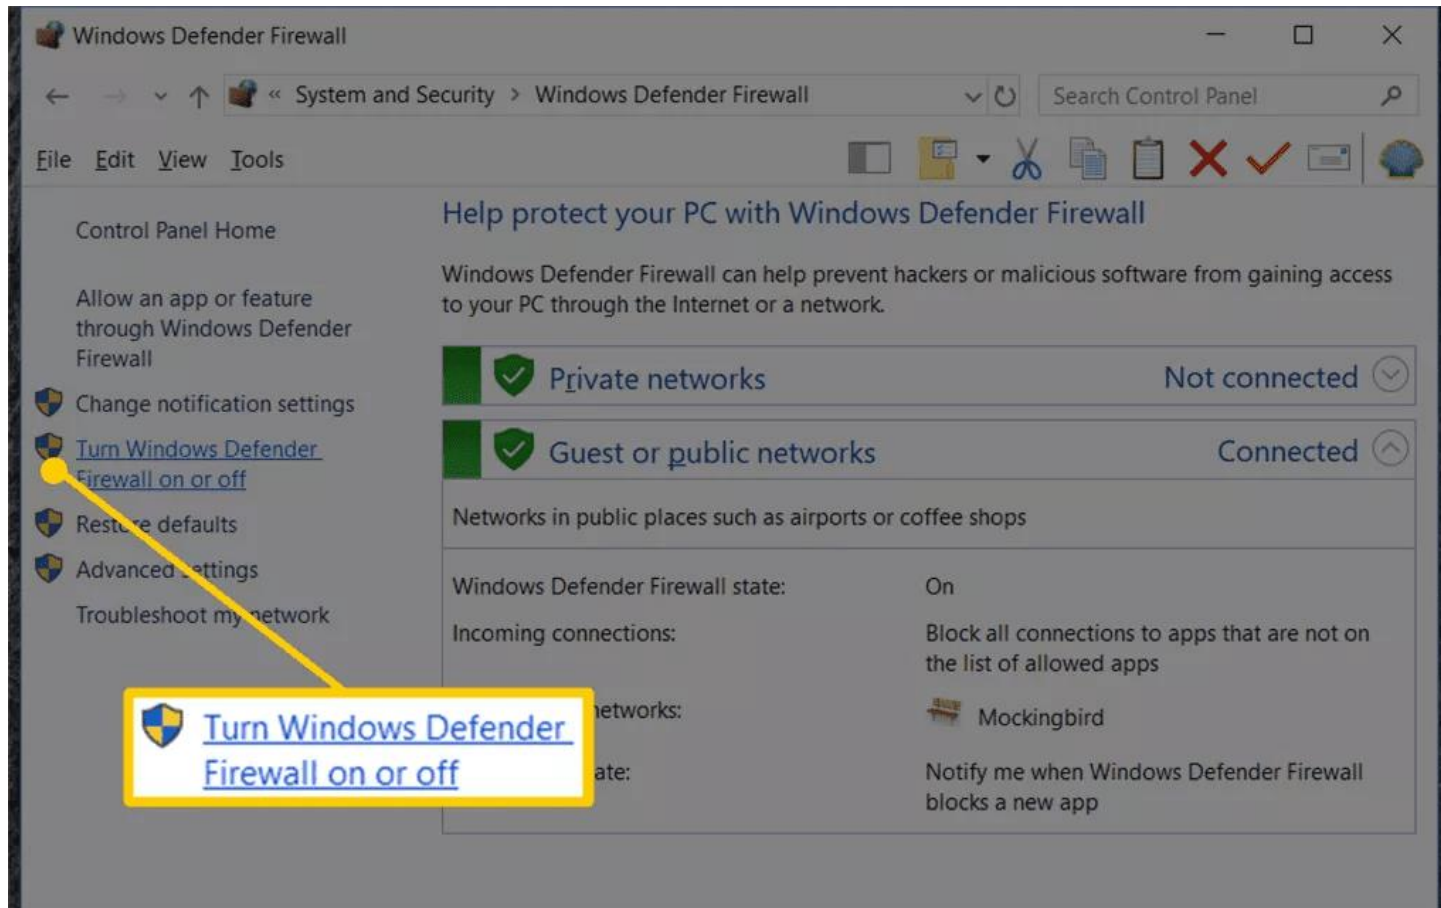 Windows Defender Firewall
« System and Security > Windows Defender Firewall
Search Control Panel
File Edit View Tools
Control Panel Home
Allow an app or feature
through Windows Defender
Firewall
Change notification settings
Turn Windows Defender
Firewall on or off
Restore defaults
Advanced settings
Troubleshoot my network
Help protect your PC with Windows Defender Firewall
Windows Defender Firewall can help prevent hackers or malicious software from gaining access
to your PC through the Internet or a network.
Private networks Not connected
Guest or public networks Connected
Networks in public places such as airports or coffee shops
Windows Defender Firewall state: On
Incoming connections: Block all connections to apps that are not on
the list of allowed apps
networks: Mockingbird
Notify me when Windows Defender Firewall
blocks a new app
Turn Windows Defender
Firewall on or off